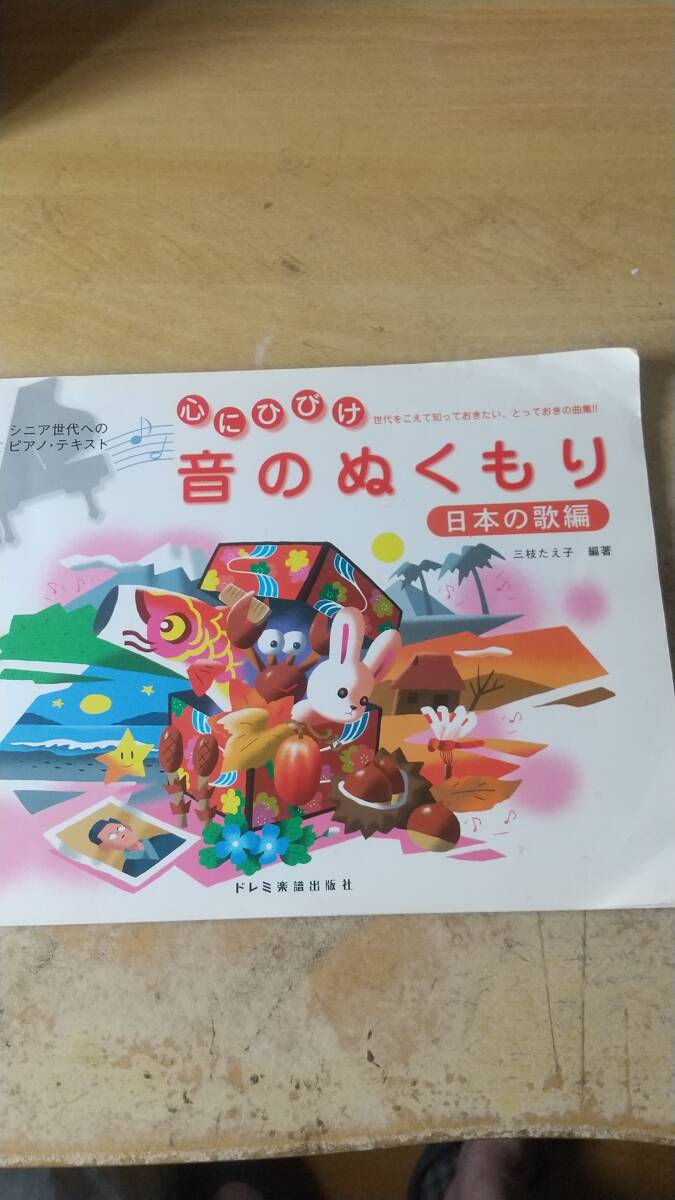 シニア世代への
ピアノ・テキスト
心にひびけ
世代をこえて知っておきたい、とっておきの曲集!!
音のぬくもり
日本の歌編
三枝たえ子 編著
ドレミ楽譜出版社